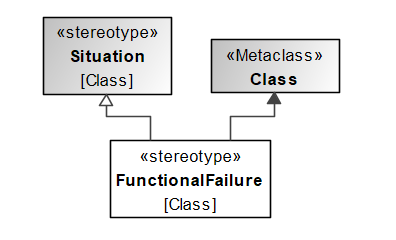 «stereotype»
Situation
[Class]
«Metaclass»
Class
«stereotype»
FunctionalFailure
[Class]